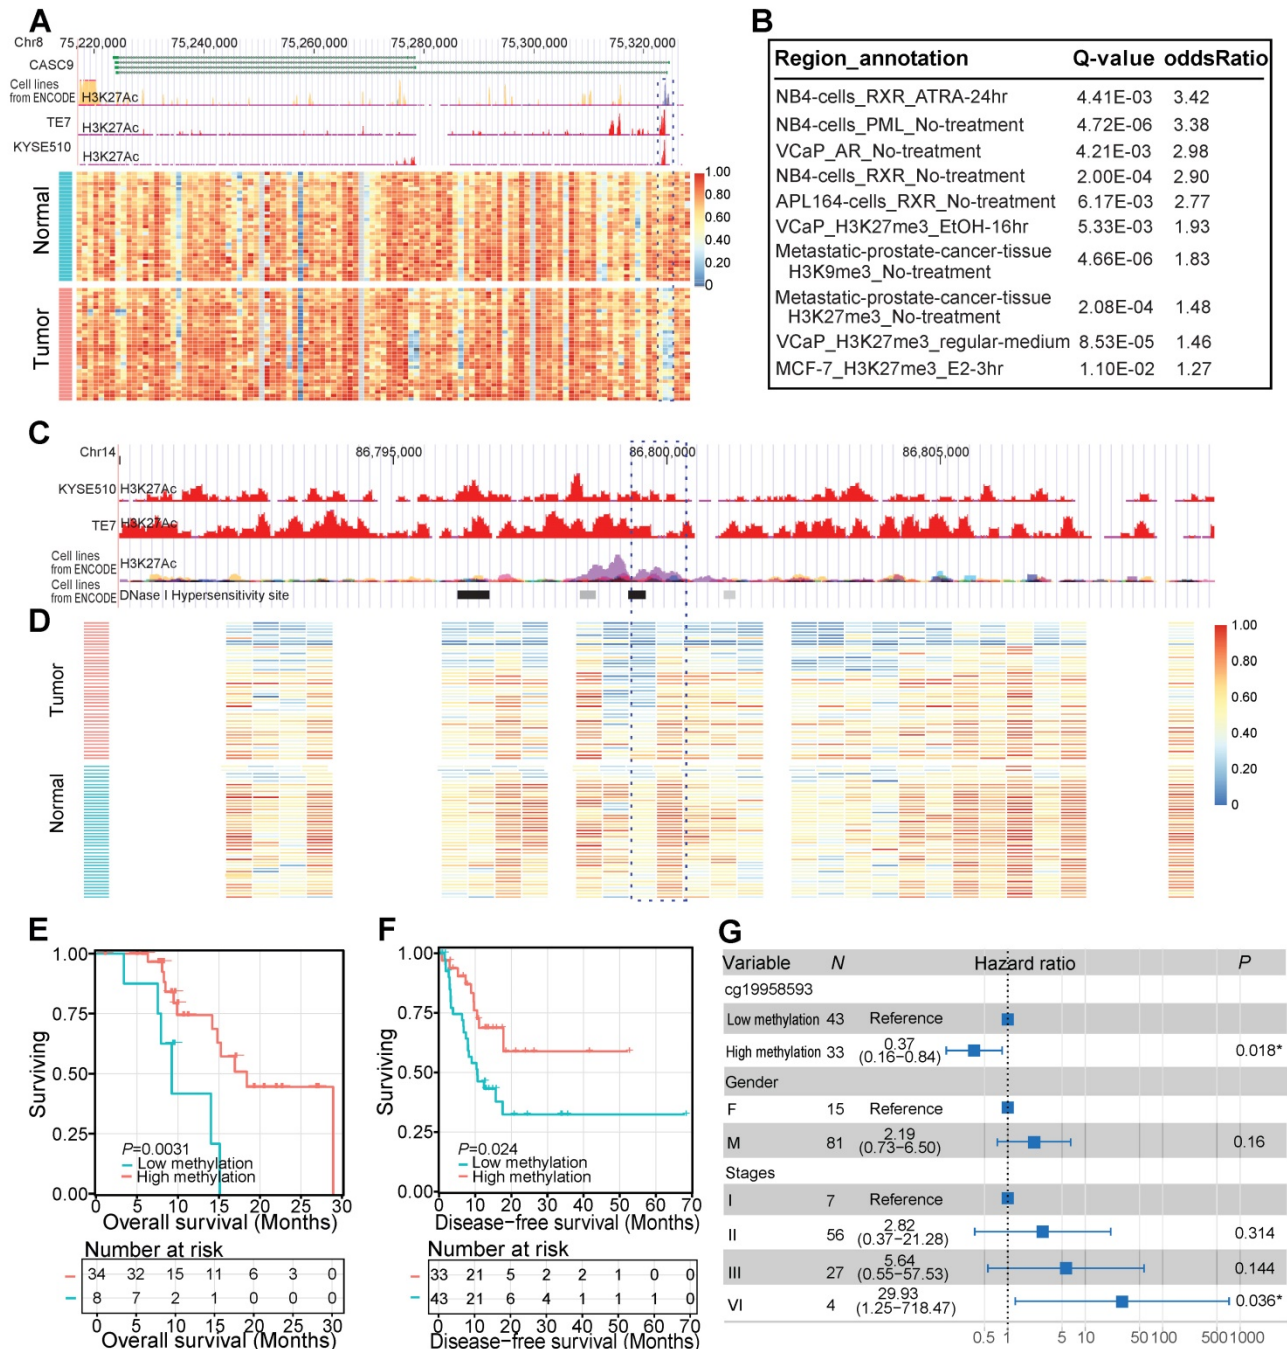 A
Chr8 75,220,000 75,240,000 75,260,000 75,280,000 75,300,000 75,320,000
CASC9
Cell lines
from ENCODE H3K27Ac
TE7 H3K27Ac
KYSE510 H3K27Ac
Normal
Tumor
1.00
0.80
0.60
0.40
0.20
0
B
Region_annotation Q-value oddsRatio
NB4-cells_RXR_ATRA-24hr 4.41E-03 3.42
NB4-cells_PML_No-treatment 4.72E-06 3.38
VCaP_AR_No-treatment 4.21E-03 2.98
NB4-cells_RXR_No-treatment 2.00E-04 2.90
APL164-cells_RXR_No-treatment 6.17E-03 2.77
VCaP_H3K27me3_EtOH-16hr 5.33E-03 1.93
Metastatic-prostate-cancer-tissue
H3K9me3_No-treatment 4.66E-06 1.83
Metastatic-prostate-cancer-tissue
H3K27me3_No-treatment 2.08E-04 1.48
VCaP_H3K27me3_regular-medium 8.53E-05 1.46
MCF-7_H3K27me3_E2-3hr 1.10E-02 1.27
C
Chr14 86,795,000 86,800,000 86,805,000
KYSE510 H3K27Ac
TE7 H3K27Ac
Cell lines
from ENCODE H3K27Ac
Cell lines
from ENCODE DNase I Hypersensitivity site
D
Tumor
Normal
1.00
0.80
0.60
0.40
0.20
0
E
Surviving
1.00
0.75
0.50
0.25
0.00
P=0.0031
Low methylation
High methylation
0 5 10 15 20 25 30
Overall survival (Months)
Number at risk
34 32 15 11 6 3 0
8 7 2 1 0 0 0
0 5 10 15 20 25 30
Overall survival (Months)
F
Surviving
1.00
0.75
0.50
0.25
0.00
P=0.024
Low methylation
High methylation
0 10 20 30 40 50 60 70
Disease-free survival (Months)
Number at risk
33 21 5 2 2 1 0 0
43 21 6 4 1 1 1 0
0 10 20 30 40 50 60 70
Disease-free survival (Months)
G
Variable N Hazard ratio P
cg19958593
Low methylation 43 Reference
High methylation 33 0.37
(0.16−0.84) 0.018*
Gender
F 15 Reference
M 81 2.19
(0.73−6.50) 0.16
Stages
I 7 Reference
II 56 2.82
(0.37−21.28) 0.314
III 27 5.64
(0.55−57.53) 0.144
VI 4 29.93
(1.25−718.47) 0.036*
0.5 1 5 10 50 100 500 1000